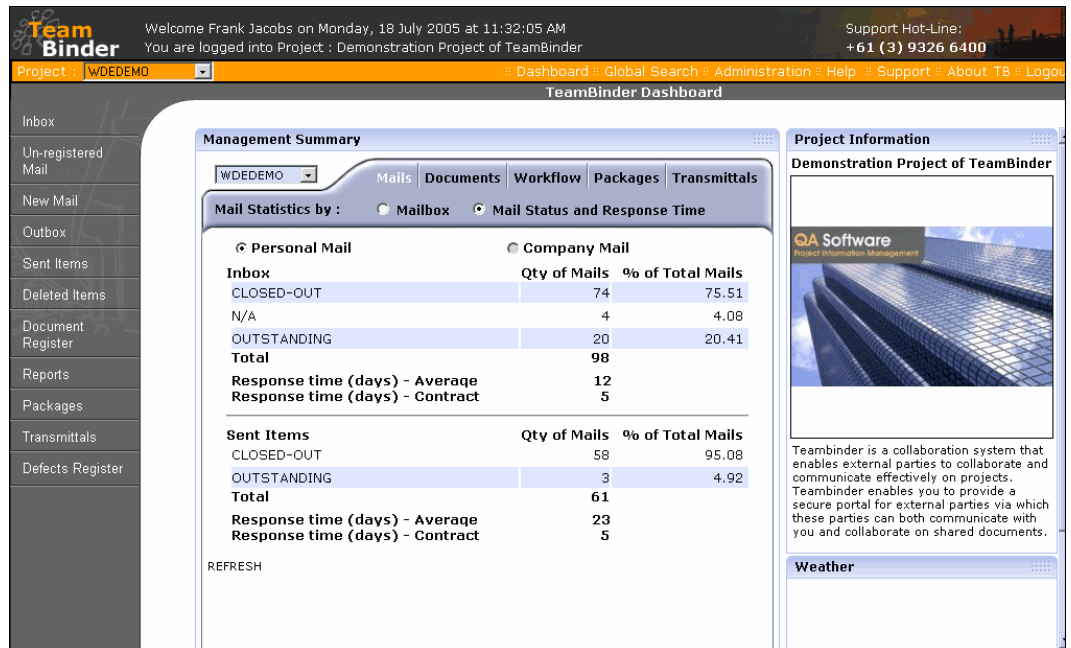 Team
Binder
Welcome Frank Jacobs on Monday, 18 July 2005 at 11:32:05 AM
You are logged into Project : Demonstration Project of TeamBinder
Support Hot-Line:
+61 (3) 9326 6400
Project : WDEDEMO
:: Dashboard :: Global Search :: Administration :: Help :: Support :: About TB :: Logou
TeamBinder Dashboard
Inbox
Un-registered
Mail
New Mail
Outbox
Sent Items
Deleted Items
Document
Register
Reports
Packages
Transmittals
Defects Register
Management Summary
WDEDEMO
Mails Documents Workflow Packages Transmittals
Mail Statistics by : Mailbox Mail Status and Response Time
Personal Mail Company Mail
Inbox Qty of Mails % of Total Mails
CLOSED-OUT 74 75.51
N/A 4 4.08
OUTSTANDING 20 20.41
Total 98
Response time (days) - Average 12
Response time (days) - Contract 5
Sent Items Qty of Mails % of Total Mails
CLOSED-OUT 58 95.08
OUTSTANDING 3 4.92
Total 61
Response time (days) - Average 23
Response time (days) - Contract 5
REFRESH
Project Information
Demonstration Project of TeamBinder
QA Software
Project Information Management
Teambinder is a collaboration system that
enables external parties to collaborate and
communicate effectively on projects.
Teambinder enables you to provide a
secure portal for external parties via which
these parties can both communicate with
you and collaborate on shared documents.
Weather